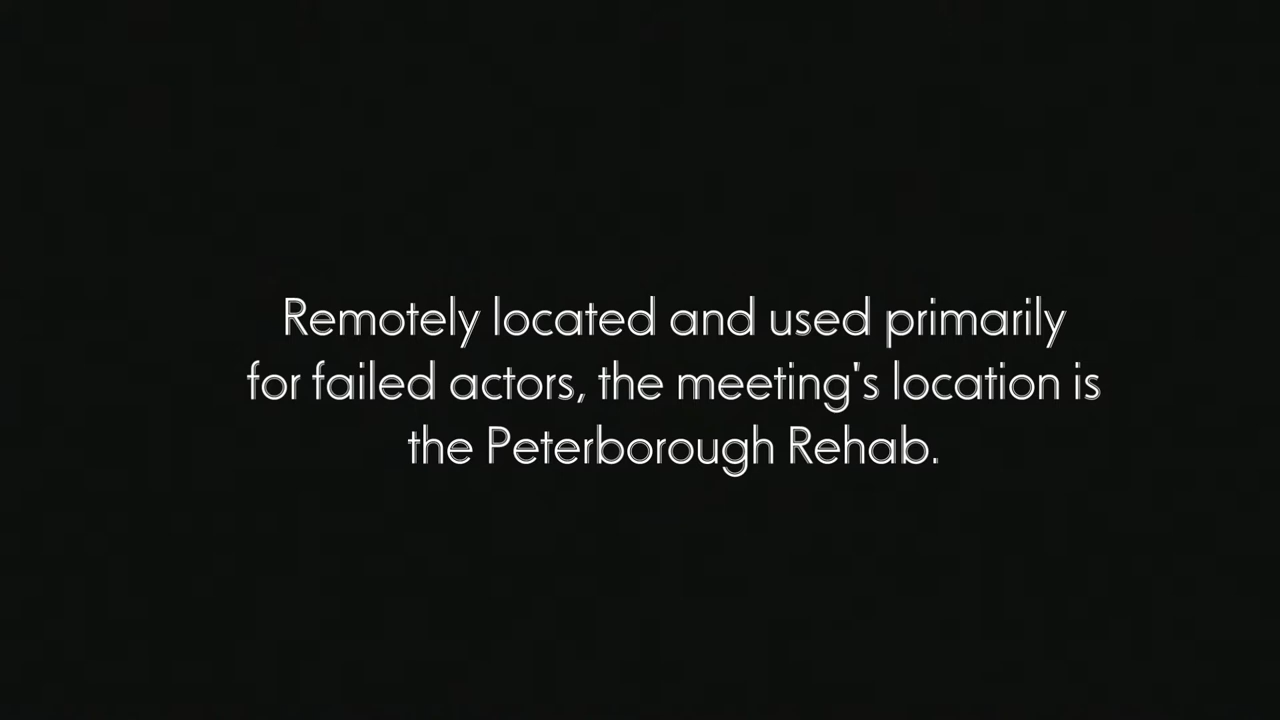 Remotely located and used primarily
for failed actors, the meeting's location is
the Peterborough Rehab.